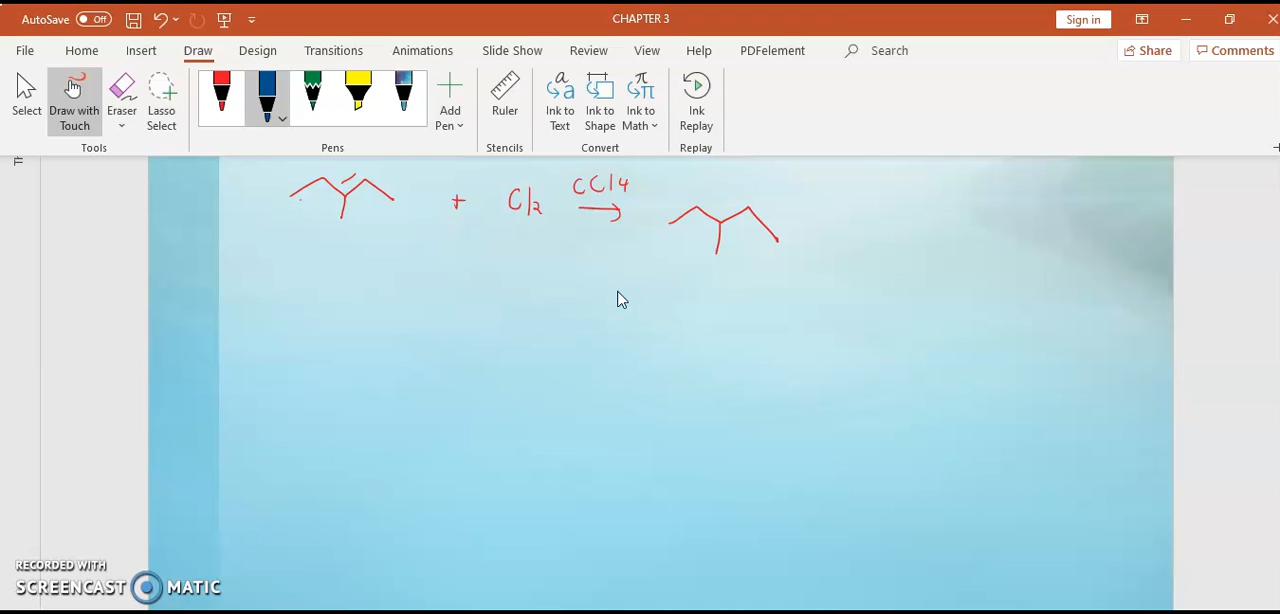 AutoSave Off
CHAPTER 3
Sign in
File Home Insert Draw Design Transitions Animations Slide Show Review View Help PDFelement Search Share Comments
Select
Draw with Touch
Eraser
Lasso Select
Add Pen
Ruler
Ink to Text
Ink to Shape
Ink to Math
Ink Replay
Tools
Pens
Stencils
Convert
Replay
+ Cl2 CCl4
RECORDED WITH
SCREENCAST MATIC